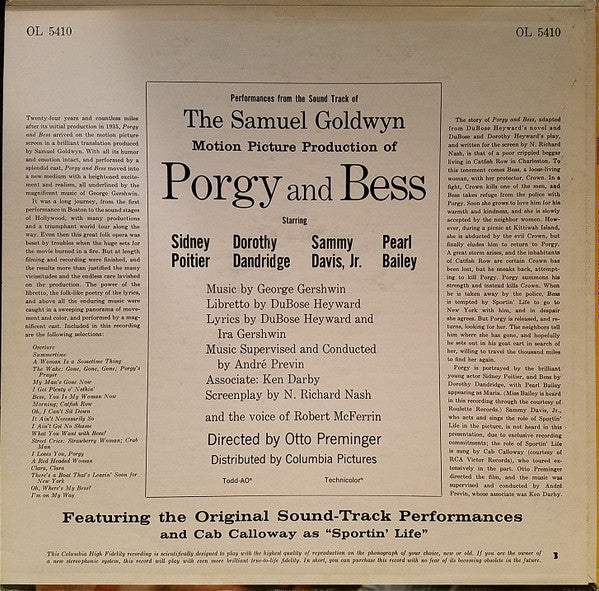 OL 5410
OL 5410
Twenty-four years and countless miles
after its initial production in 1935, Porgy
and Bess arrived on the motion picture
screen in a brilliant translation produced
by Samuel Goldwyn. With all its humor
and emotion intact, and performed by a
splendid cast, Porgy and Bess moved into
a new medium with a heightened excite-
ment and realism, all underlined by the
magnificent music of George Gershwin.
It was a long journey, from the first
performance in Boston to the sound stages
of Hollywood, with many productions
and a triumphant world tour along the
way. Even then this great folk opera was
beset by troubles when the huge sets for
the movie burned in a fire. But at length
filming and recording were finished, and
the results more than justified the many
vicissitudes and the endless care lavished
on the production. The power of the
libretto, the folk-like poetry of the lyrics,
and above all the enduring music were
caught in a sweeping panorama of move-
ment and color, and performed by a mag-
nificent cast. Included in this recording
are the following selections:
Overture
Summertime
A Woman Is a Sometime Thing
The Wake: Gone, Gone, Gone; Porgy's
Prayer
My Man's Gone Now
I Got Plenty o' Nuttin'
Bess, You Is My Woman Now
Morning; Catfish Row
Oh, I Can't Sit Down
It Ain't Necessarily So
I Ain't Got No Shame
What You Want with Bess?
Street Cries: Strawberry Woman; Crab
Man
I Loves You, Porgy
A Red Headed Woman
Clara, Clara
There's a Boat That's Leavin' Soon for
New York
Oh, Where's My Bess?
I'm on My Way
Performances from the Sound Track of
The Samuel Goldwyn
Motion Picture Production of
Porgy and Bess
Starring
Sidney Poitier
Dorothy Dandridge
Sammy Davis, Jr.
Pearl Bailey
Music by George Gershwin
Libretto by DuBose Heyward
Lyrics by DuBose Heyward and
Ira Gershwin
Music Supervised and Conducted
by André Previn
Associate: Ken Darby
Screenplay by N. Richard Nash
and the voice of Robert McFerrin
Directed by Otto Preminger
Distributed by Columbia Pictures
Todd-AO® Technicolor®
The story of Porgy and Bess, adapted
from DuBose Heyward's novel and
DuBose and Dorothy Heyward's play,
and written for the screen by N. Richard
Nash, is that of a poor crippled beggar
living in Catfish Row in Charleston. To
this tenement comes Bess, a loose-living
woman, with her protector, Crown. In a
fight, Crown kills one of the men, and
Bess takes refuge from the police with
Porgy. Soon she grows to love him for his
warmth and kindness, and she is slowly
accepted by the neighbor women. How-
ever, during a picnic at Kittiwah Island,
she is abducted by the evil Crown, but
finally eludes him to return to Porgy.
A great storm arises, and the inhabitants
of Catfish Row are certain Crown has
been lost, but he sneaks back, attempt-
ing to kill Porgy. Porgy summons his
strength and instead kills Crown. When
he is taken away by the police, Bess
is tempted by Sportin' Life to go to
New York with him, and in despair
she agrees. But Porgy is released, and re-
turns, looking for her. The neighbors tell
him where she has gone, and hopefully
he sets out in his goat cart in search of
her, willing to travel the thousand miles
to find her again.
Porgy is portrayed by the brilliant
young actor Sidney Poitier, and Bess by
Dorothy Dandridge, with Pearl Bailey
appearing as Maria. (Miss Bailey is heard
in this recording through the courtesy of
Roulette Records.) Sammy Davis, Jr.,
who acts and sings the role of Sportin'
Life in the picture, is not heard in this
presentation, due to exclusive recording
commitments; the role of Sportin' Life
is sung by Cab Calloway (courtesy of
RCA Victor Records), who toured ex-
tensively in the part. Otto Preminger
directed the film, and the music was
supervised and conducted by André
Previn, whose associate was Ken Darby.
Featuring the Original Sound-Track Performances
and Cab Calloway as "Sportin' Life"
This Columbia High Fidelity recording is scientifically designed to play with the highest quality of reproduction on the phonograph of your choice, new or old. If you are the owner of
a new stereophonic system, this record will play with even more brilliant true-to-life fidelity. In short, you can purchase this record with no fear of its becoming obsolete in the future.